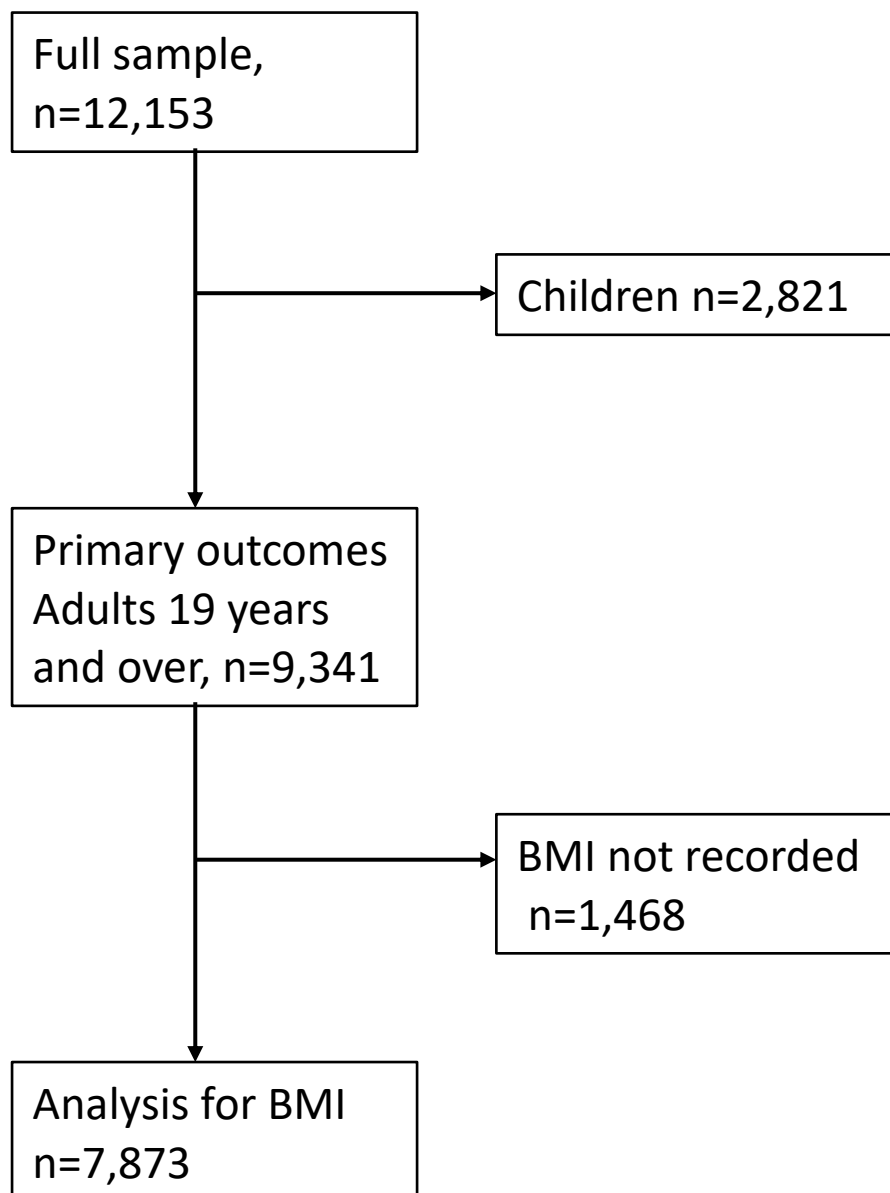 Full sample,
n=12,153
Children n=2,821
Primary outcomes
Adults 19 years
and over, n=9,341
BMI not recorded
n=1,468
Analysis for BMI
n=7,873